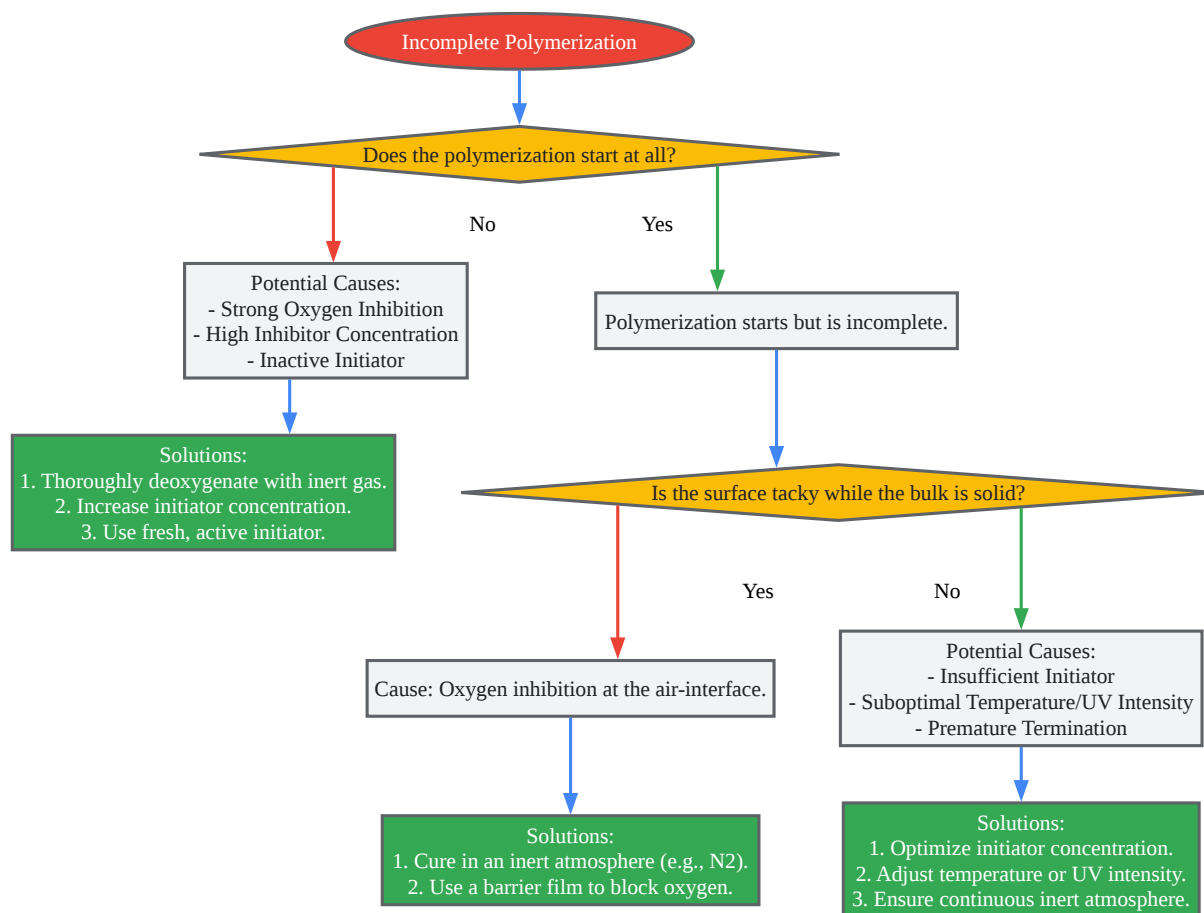 Incomplete Polymerization
Does the polymerization start at all?
No
Yes
Potential Causes:
- Strong Oxygen Inhibition
- High Inhibitor Concentration
- Inactive Initiator
Polymerization starts but is incomplete.
Solutions:
1. Thoroughly deoxygenate with inert gas.
2. Increase initiator concentration.
3. Use fresh, active initiator.
Is the surface tacky while the bulk is solid?
Yes
No
Cause: Oxygen inhibition at the air-interface.
Potential Causes:
- Insufficient Initiator
- Suboptimal Temperature/UV Intensity
- Premature Termination
Solutions:
1. Cure in an inert atmosphere (e.g., N2).
2. Use a barrier film to block oxygen.
Solutions:
1. Optimize initiator concentration.
2. Adjust temperature or UV intensity.
3. Ensure continuous inert atmosphere.